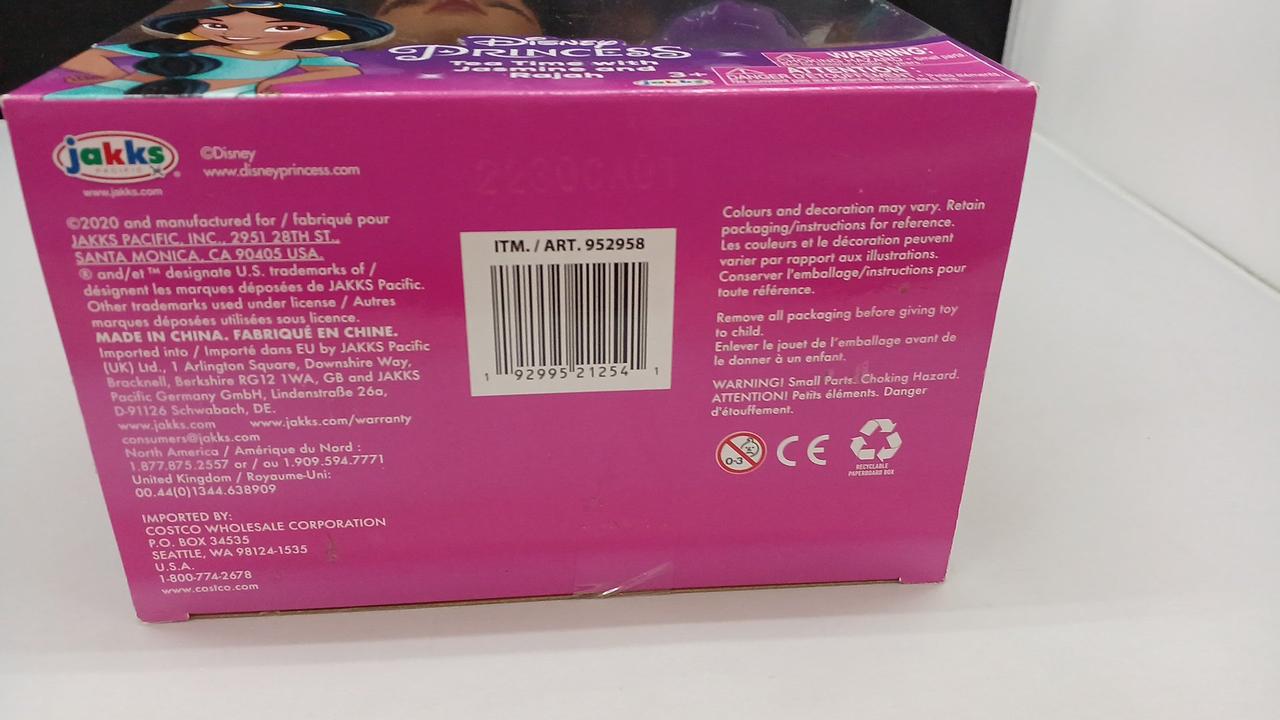 Disney
PRINCESS
Tea Time with
Jasmine and
Rajah
3+
jakks
WARNING:
DANGER
ATTENTION
jakks
PACIFIC
®
www.jakks.com
©Disney
www.disneyprincess.com
2230CA01
©2020 and manufactured for / fabriqué pour
JAKKS PACIFIC, INC., 2951 28TH ST.,
SANTA MONICA, CA 90405 USA.
® and/et ™ designate U.S. trademarks of /
désignent les marques déposées de JAKKS Pacific.
Other trademarks used under license / Autres
marques déposées utilisées sous licence.
MADE IN CHINA. FABRIQUÉ EN CHINE.
Imported into / Importé dans EU by JAKKS Pacific
(UK) Ltd., 1 Arlington Square, Downshire Way,
Bracknell, Berkshire RG12 1WA, GB and JAKKS
Pacific Germany GmbH, Lindenstraße 26a,
D-91126 Schwabach, DE.
www.jakks.com www.jakks.com/warranty
consumers@jakks.com
North America / Amérique du Nord :
1.877.875.2557 or / ou 1.909.594.7771
United Kingdom / Royaume-Uni:
00.44(0)1344.638909
IMPORTED BY:
COSTCO WHOLESALE CORPORATION
P.O. BOX 34535
SEATTLE, WA 98124-1535
U.S.A.
1-800-774-2678
www.costco.com
ITM. / ART. 952958
1 92995 21254 1
Colours and decoration may vary. Retain
packaging/instructions for reference.
Les couleurs et le décoration peuvent
varier par rapport aux illustrations.
Conserver l'emballage/instructions pour
toute référence.
Remove all packaging before giving toy
to child.
Enlever le jouet de l'emballage avant de
le donner à un enfant.
WARNING! Small Parts. Choking Hazard.
ATTENTION! Petits éléments. Danger
d'étouffement.
0-3
CE
RECYCLABLE
PAPERBOARD BOX